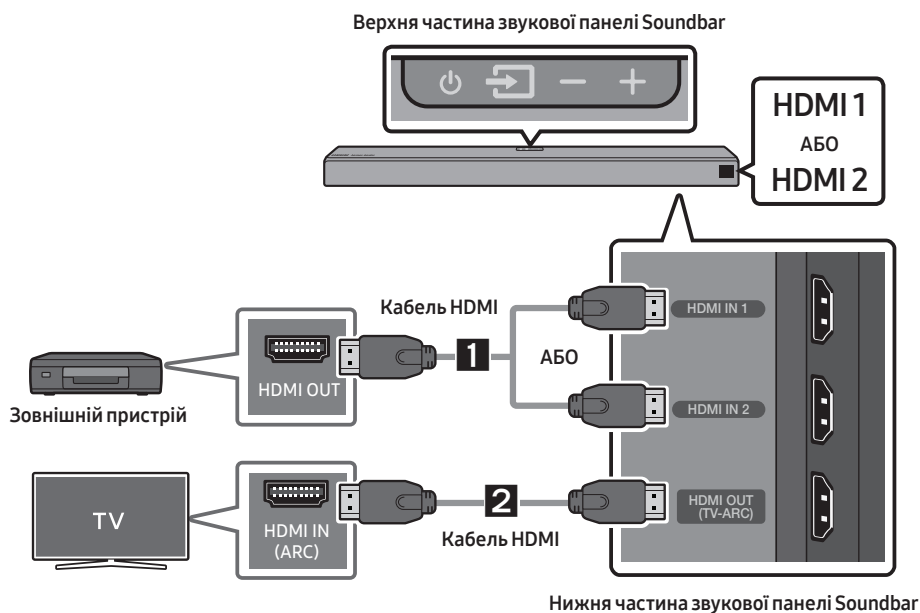 Верхня частина звукової панелі Soundbar
HDMI 1
АБО
HDMI 2
Кабель HDMI
HDMI OUT
1
АБО
HDMI IN 1
HDMI IN 2
Зовнішній пристрій
TV
HDMI IN
(ARC)
2
Кабель HDMI
HDMI OUT
(TV-ARC)
Нижня частина звукової панелі Soundbar